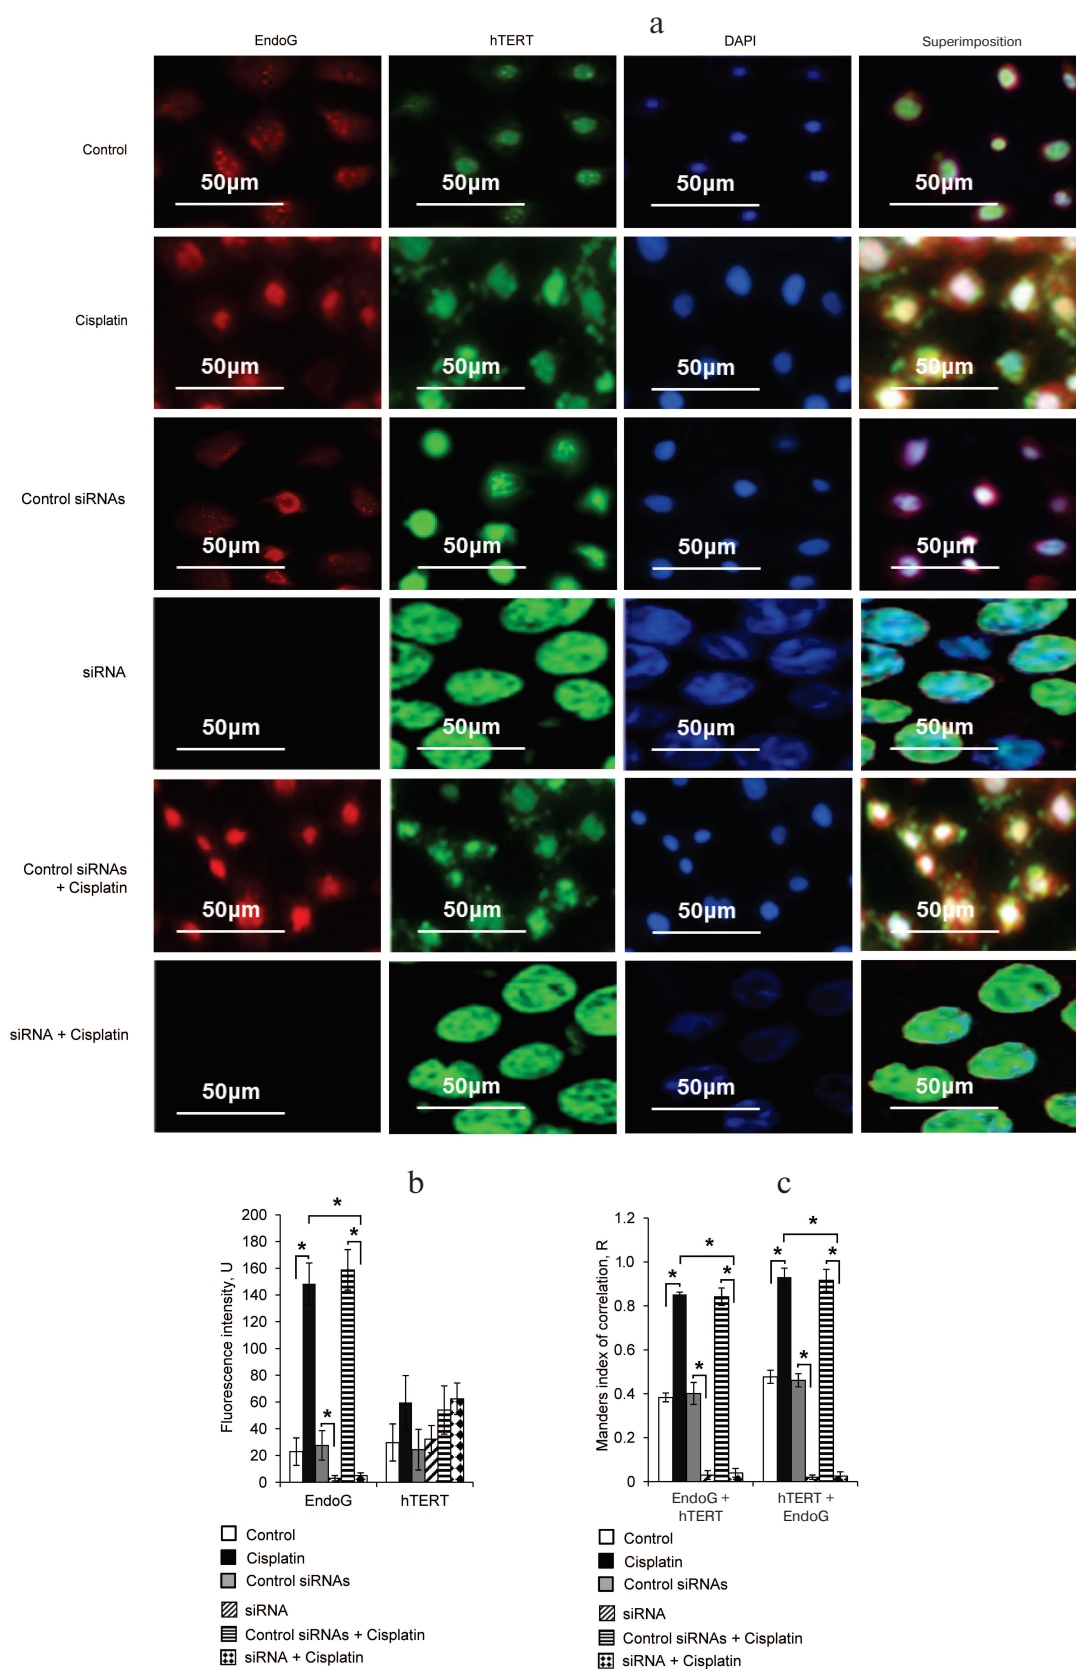 a
EndoG hTERT DAPI Superimposition
Control
50µm 50µm 50µm 50µm
Cisplatin
50µm 50µm 50µm 50µm
Control siRNAs
50µm 50µm 50µm 50µm
siRNA
50µm 50µm 50µm 50µm
Control siRNAs
+ Cisplatin
50µm 50µm 50µm 50µm
siRNA + Cisplatin
50µm 50µm 50µm 50µm
b
Fluorescence intensity, U
200
180
160
140
120
100
80
60
40
20
0
* * * *
EndoG hTERT
Control
Cisplatin
Control siRNAs
siRNA
Control siRNAs + Cisplatin
siRNA + Cisplatin
c
Manders index of correlation, R
1.2
1.0
0.8
0.6
0.4
0.2
0
* * * * * * * *
EndoG +
hTERT
hTERT +
EndoG
Control
Cisplatin
Control siRNAs
siRNA
Control siRNAs + Cisplatin
siRNA + Cisplatin